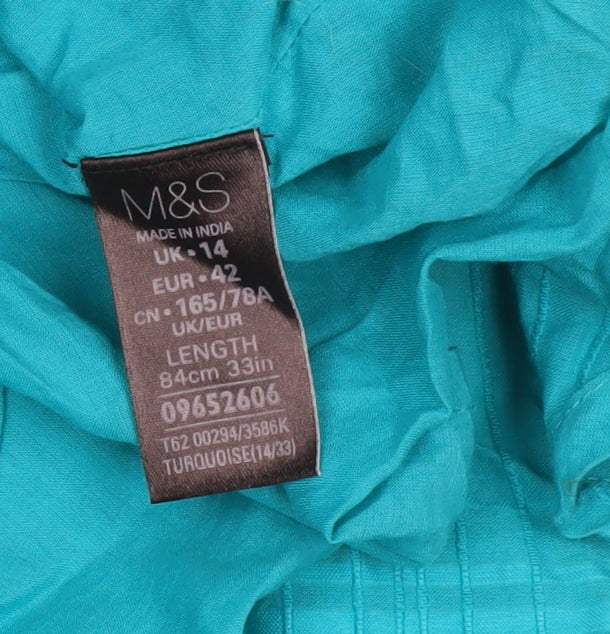 M&S
MADE IN INDIA
UK • 14
EUR • 42
CN • 165/78A
UK/EUR
LENGTH
84cm 33in
09652606
T62 00294/3586K
TURQUOISE(14/33)